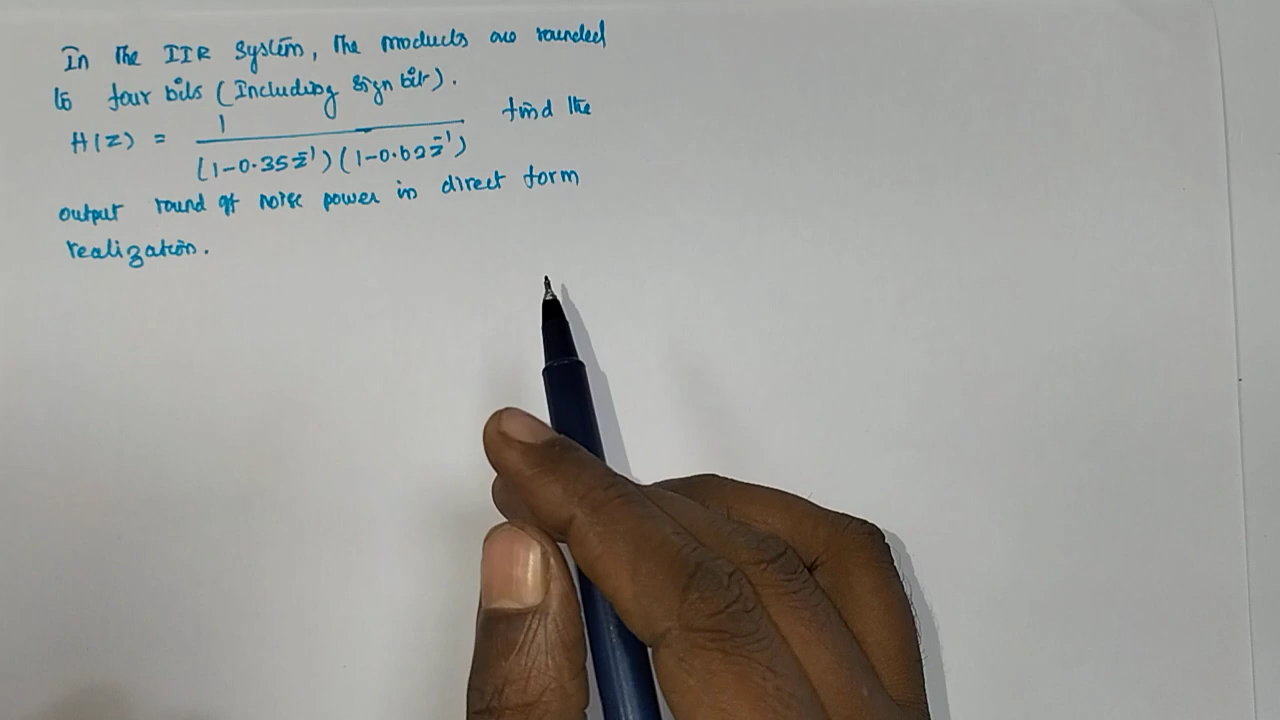 In the IIR System, the products are rounded
to four bits (Including sign bit).
H(z) = 1 / (1-0.35z⁻¹)(1-0.62z⁻¹) find the
output round off noise power in direct form
realization.